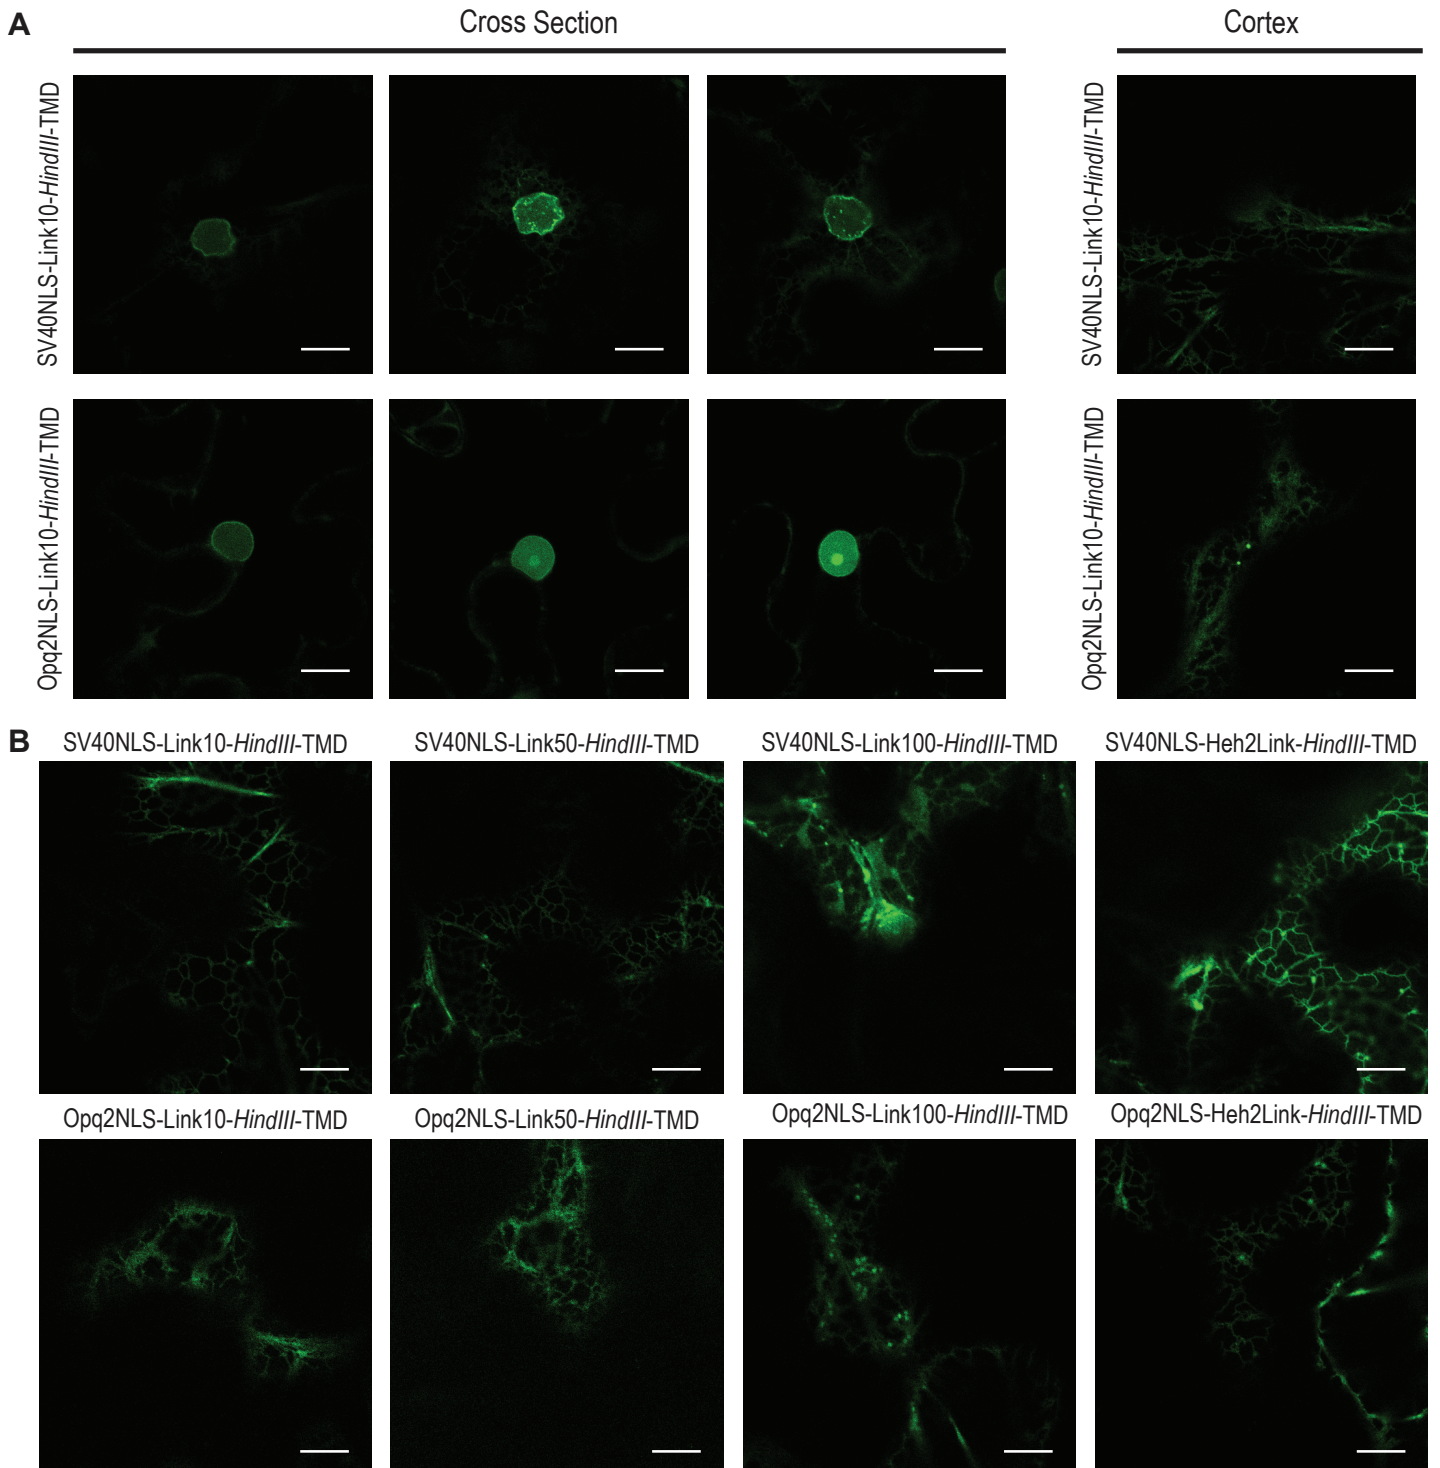 A
Cross Section
Cortex
SV40NLS-Link10-HindIII-TMD
SV40NLS-Link10-HindIII-TMD
Opq2NLS-Link10-HindIII-TMD
Opq2NLS-Link10-HindIII-TMD
B
SV40NLS-Link10-HindIII-TMD
SV40NLS-Link50-HindIII-TMD
SV40NLS-Link100-HindIII-TMD
SV40NLS-Heh2Link-HindIII-TMD
Opq2NLS-Link10-HindIII-TMD
Opq2NLS-Link50-HindIII-TMD
Opq2NLS-Link100-HindIII-TMD
Opq2NLS-Heh2Link-HindIII-TMD